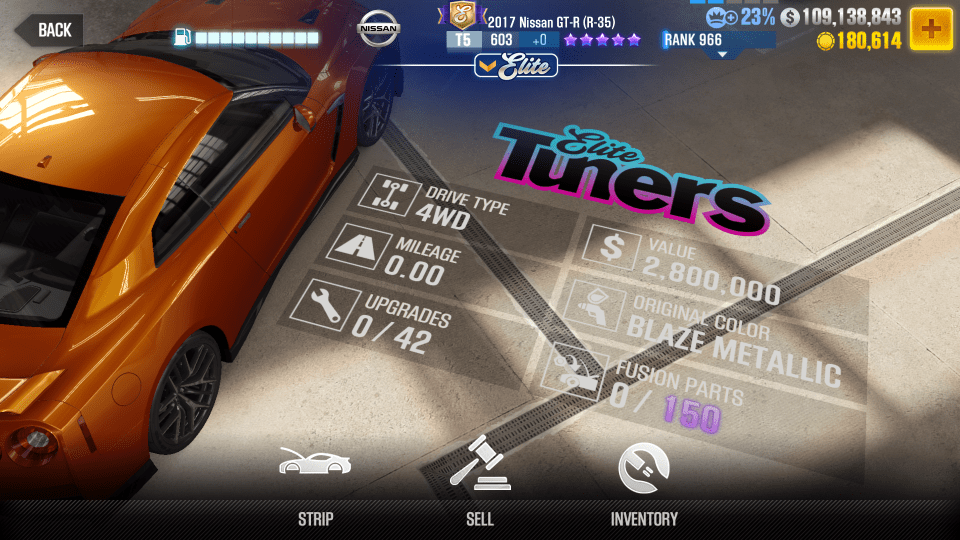 BACK
NISSAN
2017 Nissan GT-R (R-35)
T5 603 +0
Elite
23% $ 109,138,843
RANK 966 180,614
Elite
Tuners
DRIVE TYPE
4WD
MILEAGE
0.00
UPGRADES
0/42
$ VALUE
2,800,000
ORIGINAL COLOR
BLAZE METALLIC
FUSION PARTS
0/150
STRIP
SELL
INVENTORY